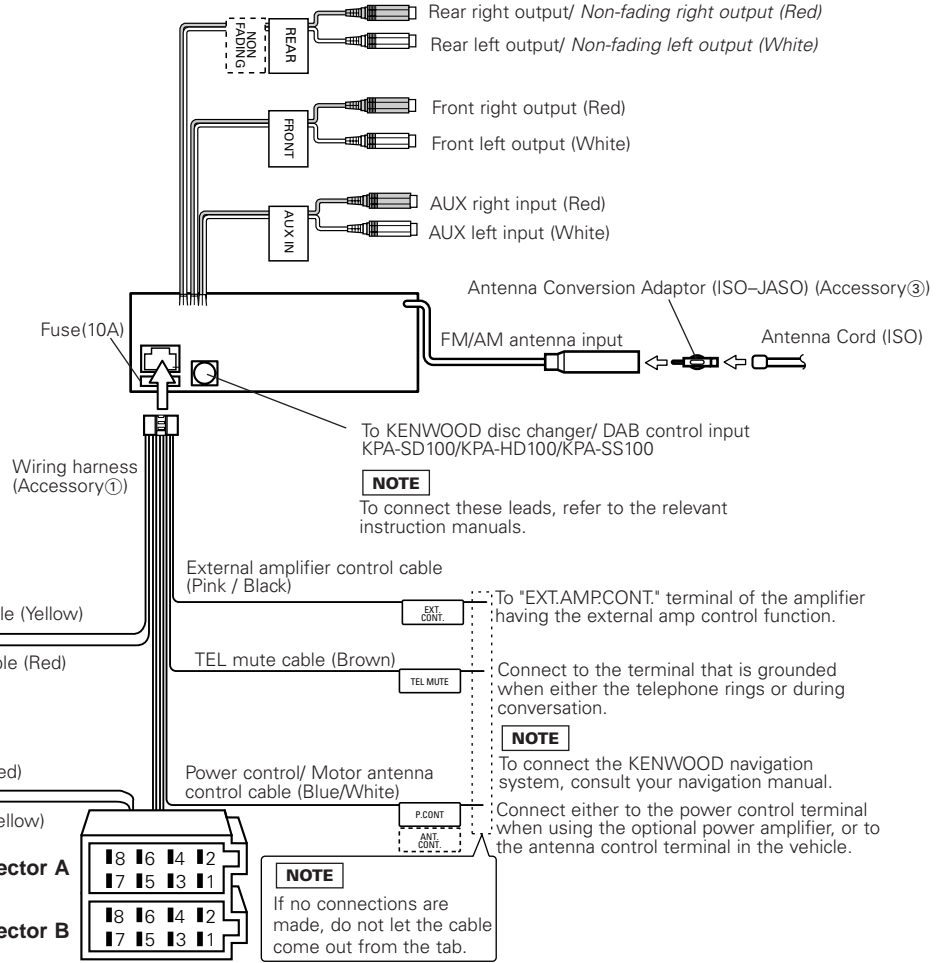 Rear right output/ Non-fading right output (Red)
Rear left output/ Non-fading left output (White)
NON
FADING
REAR
Front right output (Red)
FRONT
Front left output (White)
AUX right input (Red)
AUX IN
AUX left input (White)
Antenna Conversion Adaptor (ISO–JASO) (Accessory③)
Fuse(10A)
FM/AM antenna input
Antenna Cord (ISO)
To KENWOOD disc changer/ DAB control input
KPA-SD100/KPA-HD100/KPA-SS100
Wiring harness
(Accessory①)
NOTE
To connect these leads, refer to the relevant
instruction manuals.
External amplifier control cable
(Pink / Black)
EXT.
CONT.
To "EXT.AMP.CONT." terminal of the amplifier
having the external amp control function.
le (Yellow)
ble (Red)
TEL mute cable (Brown)
TEL MUTE
Connect to the terminal that is grounded
when either the telephone rings or during
conversation.
NOTE
To connect the KENWOOD navigation
system, consult your navigation manual.
ed)
Power control/ Motor antenna
control cable (Blue/White)
P.CONT
ANT.
CONT.
Connect either to the power control terminal
when using the optional power amplifier, or to
the antenna control terminal in the vehicle.
ellow)
ector A
8 6 4 2
7 5 3 1
NOTE
If no connections are
made, do not let the cable
come out from the tab.
ector B
8 6 4 2
7 5 3 1